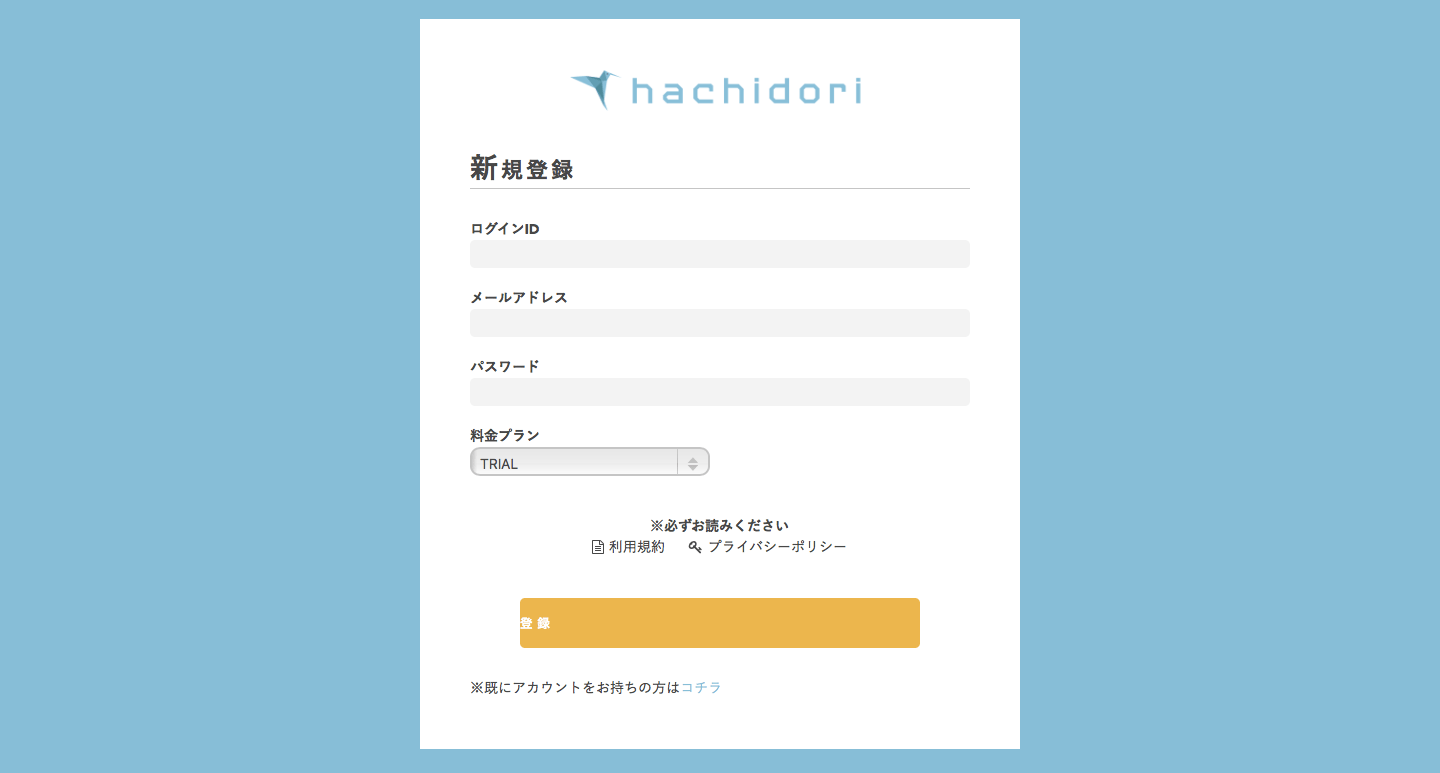 hachidori
新規登録
ログインID
メールアドレス
パスワード
料金プラン
TRIAL
※必ずお読みください
利用規約 プライバシーポリシー
登録
※既にアカウントをお持ちの方はコチラ